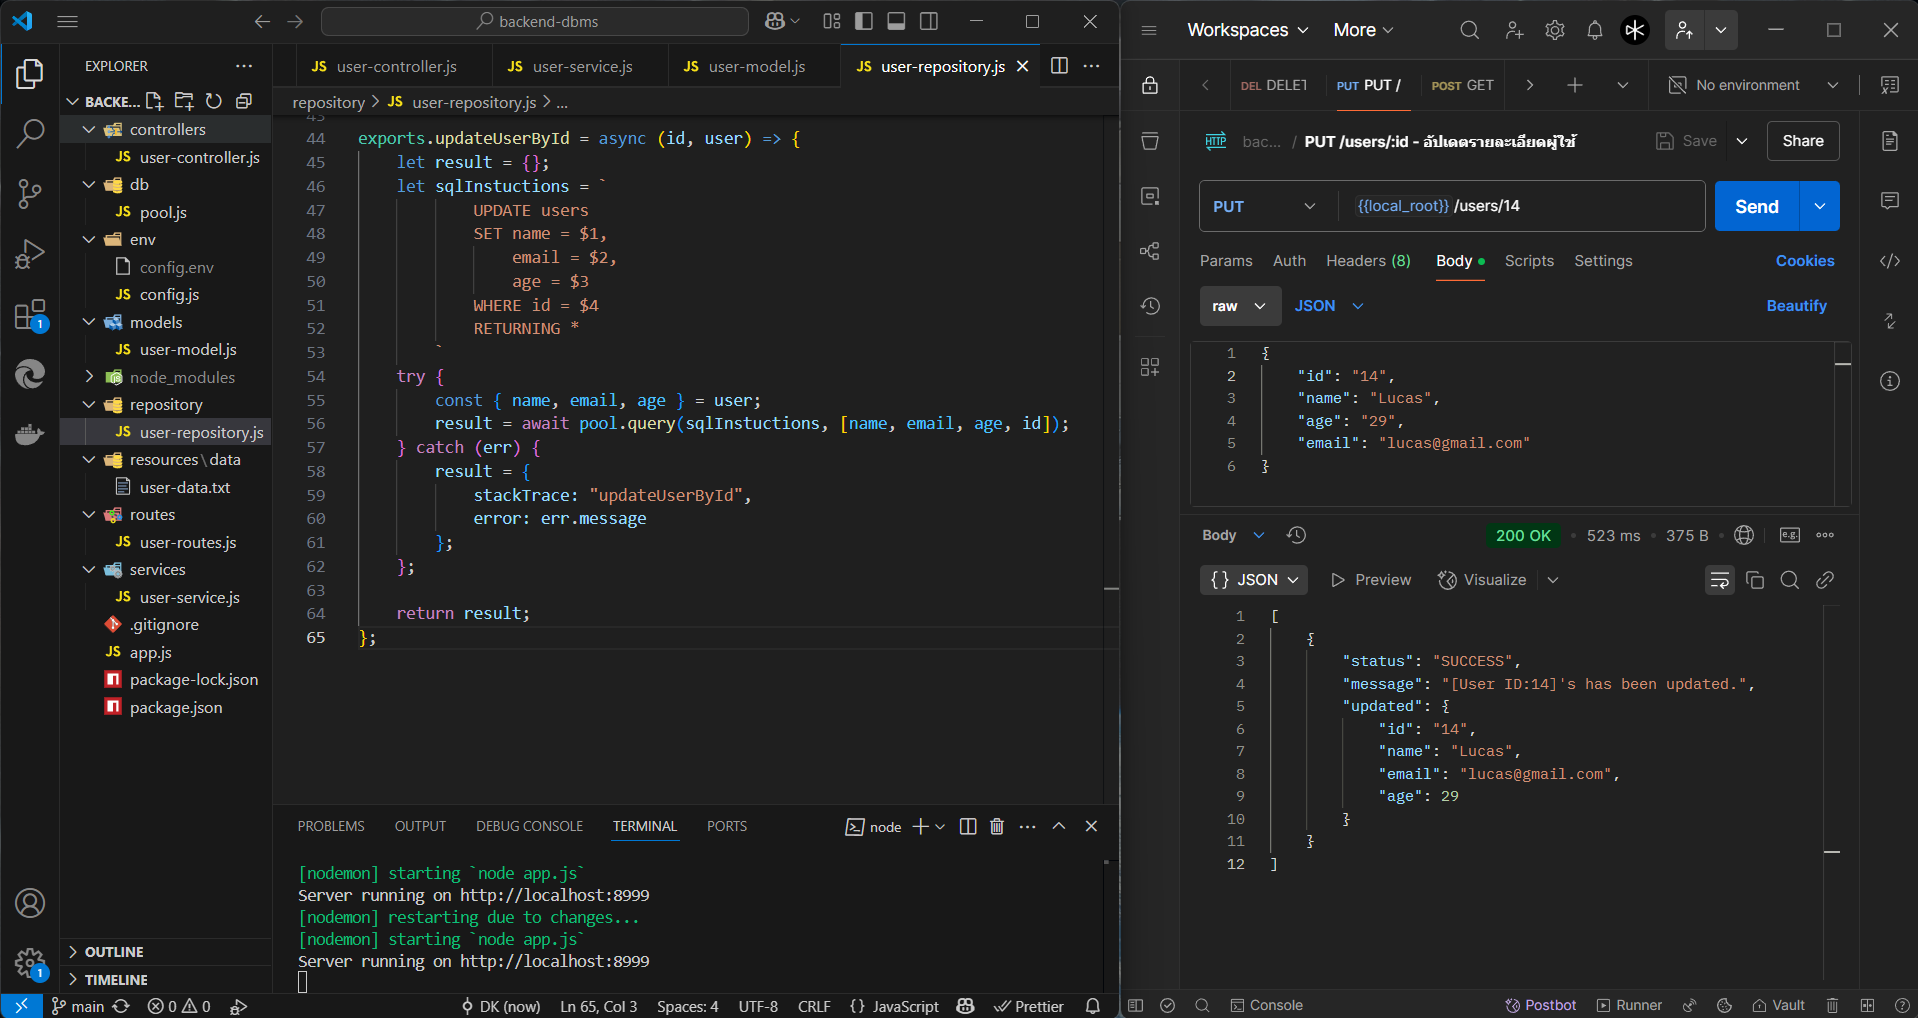 backend-dbms
EXPLORER
BACKE...
controllers
JS user-controller.js
db
JS pool.js
env
config.env
JS config.js
models
JS user-model.js
node_modules
repository
JS user-repository.js
resources\data
user-data.txt
routes
JS user-routes.js
services
JS user-service.js
.gitignore
JS app.js
package-lock.json
package.json
OUTLINE
TIMELINE
1
1
JS user-controller.js
JS user-service.js
JS user-model.js
JS user-repository.js
repository > JS user-repository.js > ...
43
44 exports.updateUserById = async (id, user) => {
45 let result = {};
46 let sqlInstuctions = `
47 UPDATE users
48 SET name = $1,
49 email = $2,
50 age = $3
51 WHERE id = $4
52 RETURNING *
53 `
54 try {
55 const { name, email, age } = user;
56 result = await pool.query(sqlInstuctions, [name, email, age, id]);
57 } catch (err) {
58 result = {
59 stackTrace: "updateUserById",
60 error: err.message
61 };
62 };
63
64 return result;
65 };
PROBLEMS OUTPUT DEBUG CONSOLE TERMINAL PORTS
node
[nodemon] starting `node app.js`
Server running on http://localhost:8999
[nodemon] restarting due to changes...
[nodemon] starting `node app.js`
Server running on http://localhost:8999
main 0 0 DK (now) Ln 65, Col 3 Spaces: 4 UTF-8 CRLF {} JavaScript Prettier
Workspaces More
DEL DELET PUT PUT / POST GET No environment
HTTP bac... / PUT /users/:id - อัปเดตรายละเอียดผู้ใช้ Save Share
PUT {{local_root}} /users/14 Send
Params Auth Headers (8) Body Scripts Settings Cookies
raw JSON Beautify
1 {
2 "id": "14",
3 "name": "Lucas",
4 "age": "29",
5 "email": "lucas@gmail.com"
6 }
Body 200 OK 523 ms 375 B e.g.
{} JSON Preview Visualize
1 [
2 {
3 "status": "SUCCESS",
4 "message": "[User ID:14]'s has been updated.",
5 "updated": {
6 "id": "14",
7 "name": "Lucas",
8 "email": "lucas@gmail.com",
9 "age": 29
10 }
11 }
12 ]
Console Postbot Runner Vault